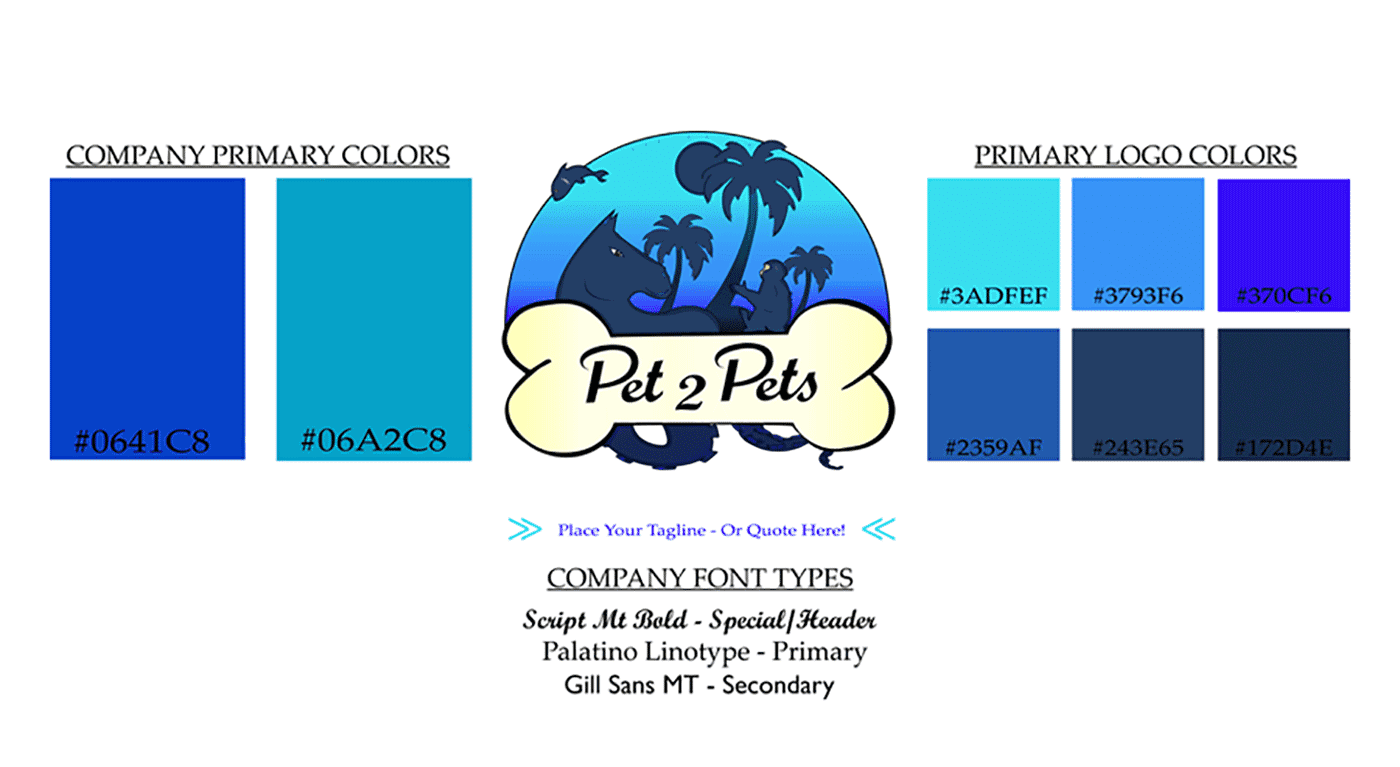 COMPANY PRIMARY COLORS
#0641C8
#06A2C8
Pet 2 Pets
PRIMARY LOGO COLORS
#3ADFEF
#3793F6
#370CF6
#2359AF
#243E65
#172D4E
Place Your Tagline - Or Quote Here!
COMPANY FONT TYPES
Script Mt Bold - Special/Header
Palatino Linotype - Primary
Gill Sans MT - Secondary